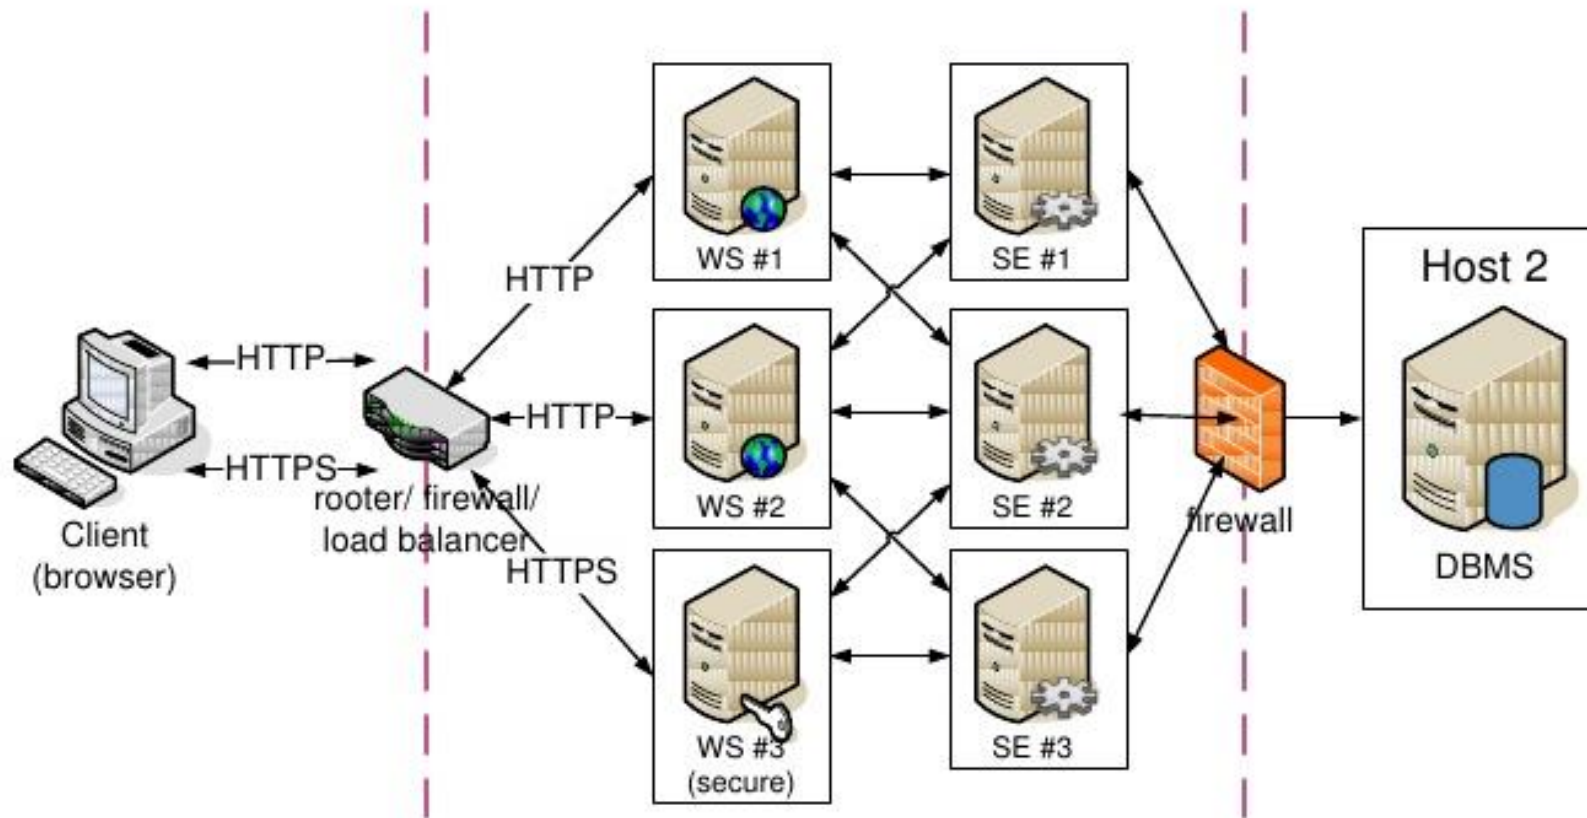 HTTP
HTTPS
Client
(browser)
rooter/ firewall/
load balancer
HTTP
HTTP
HTTPS
WS #1
WS #2
WS #3
(secure)
SE #1
SE #2
SE #3
firewall
Host 2
DBMS